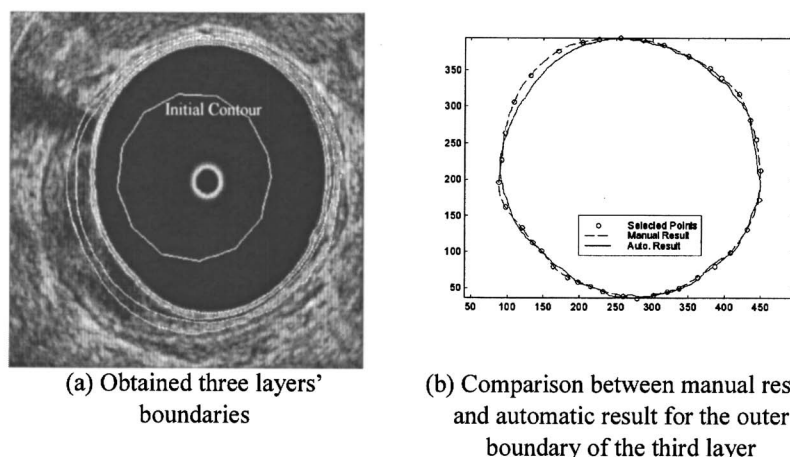 Initial Contour
(a) Obtained three layers'
boundaries
350
300
250
200
150
100
50
50 100 150 200 250 300 350 400 450
Selected Points
Manual Result
Auto. Result
(b) Comparison between manual res
and automatic result for the outer
boundary of the third layer